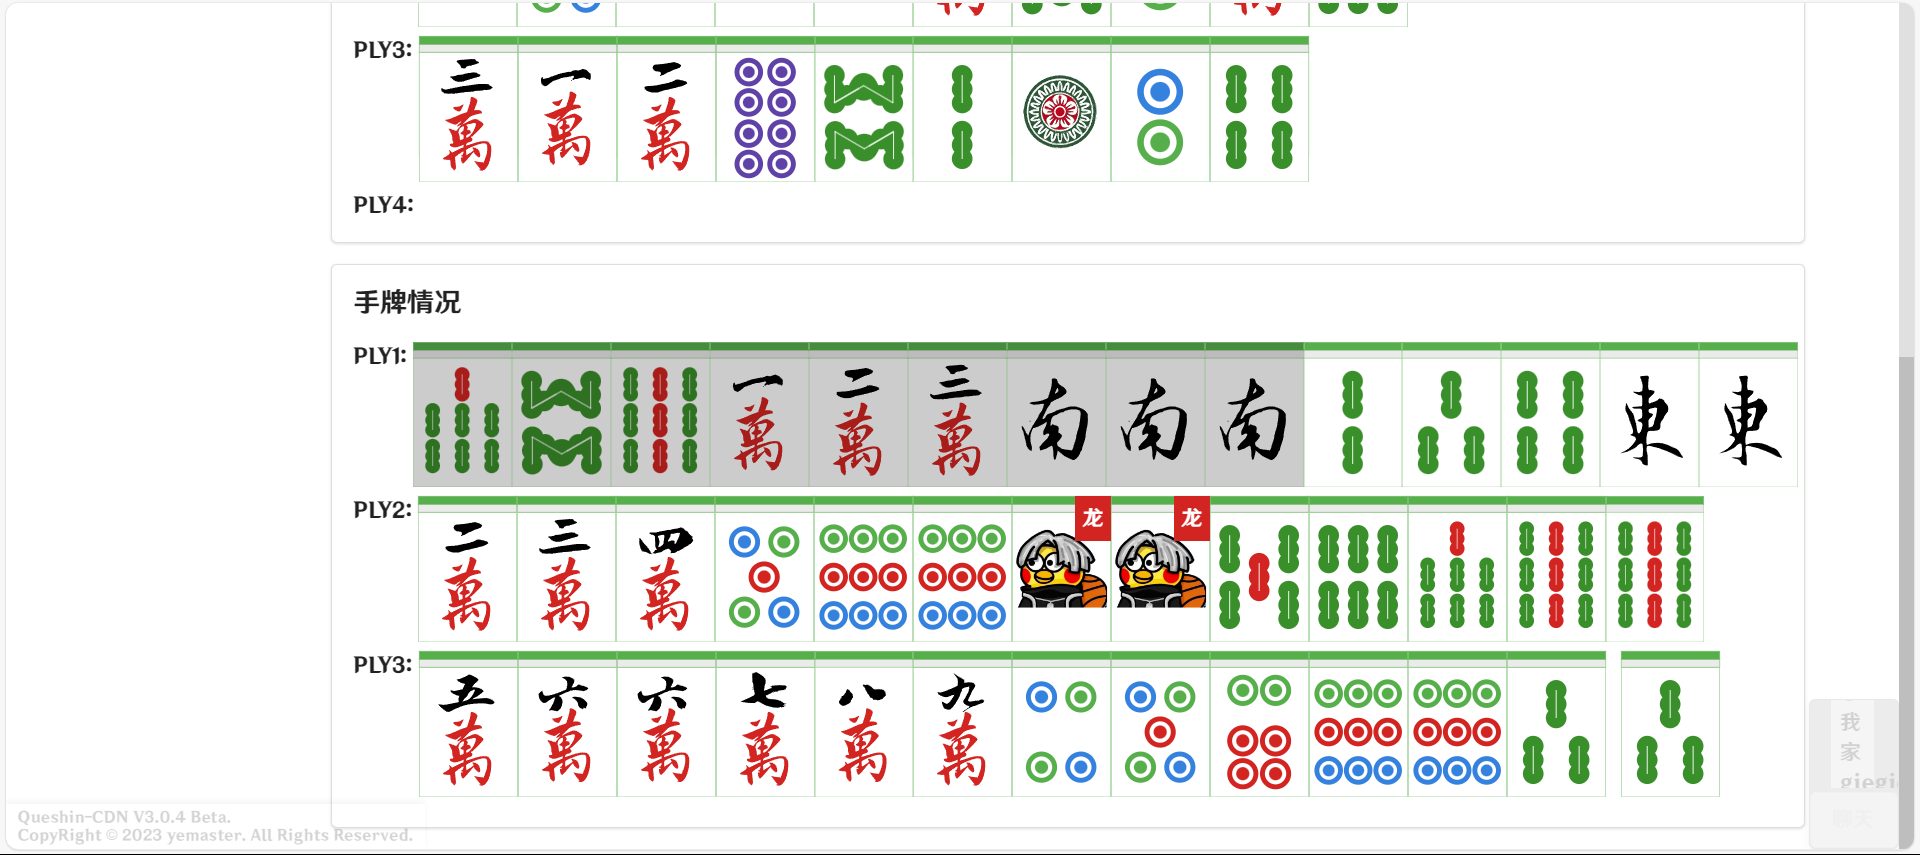 PLY3:
三 一 二
萬 萬 萬
PLY4:
手牌情况
PLY1:
一 二 三 南 南 南 東 東
萬 萬 萬
PLY2:
二 三 四 龙 龙
萬 萬 萬
PLY3:
五 六 六 七 八 九
萬 萬 萬 萬 萬 萬
我
家
giegi
聊天
Queshin-CDN V3.0.4 Beta.
CopyRight © 2023 yemaster. All Rights Reserved.